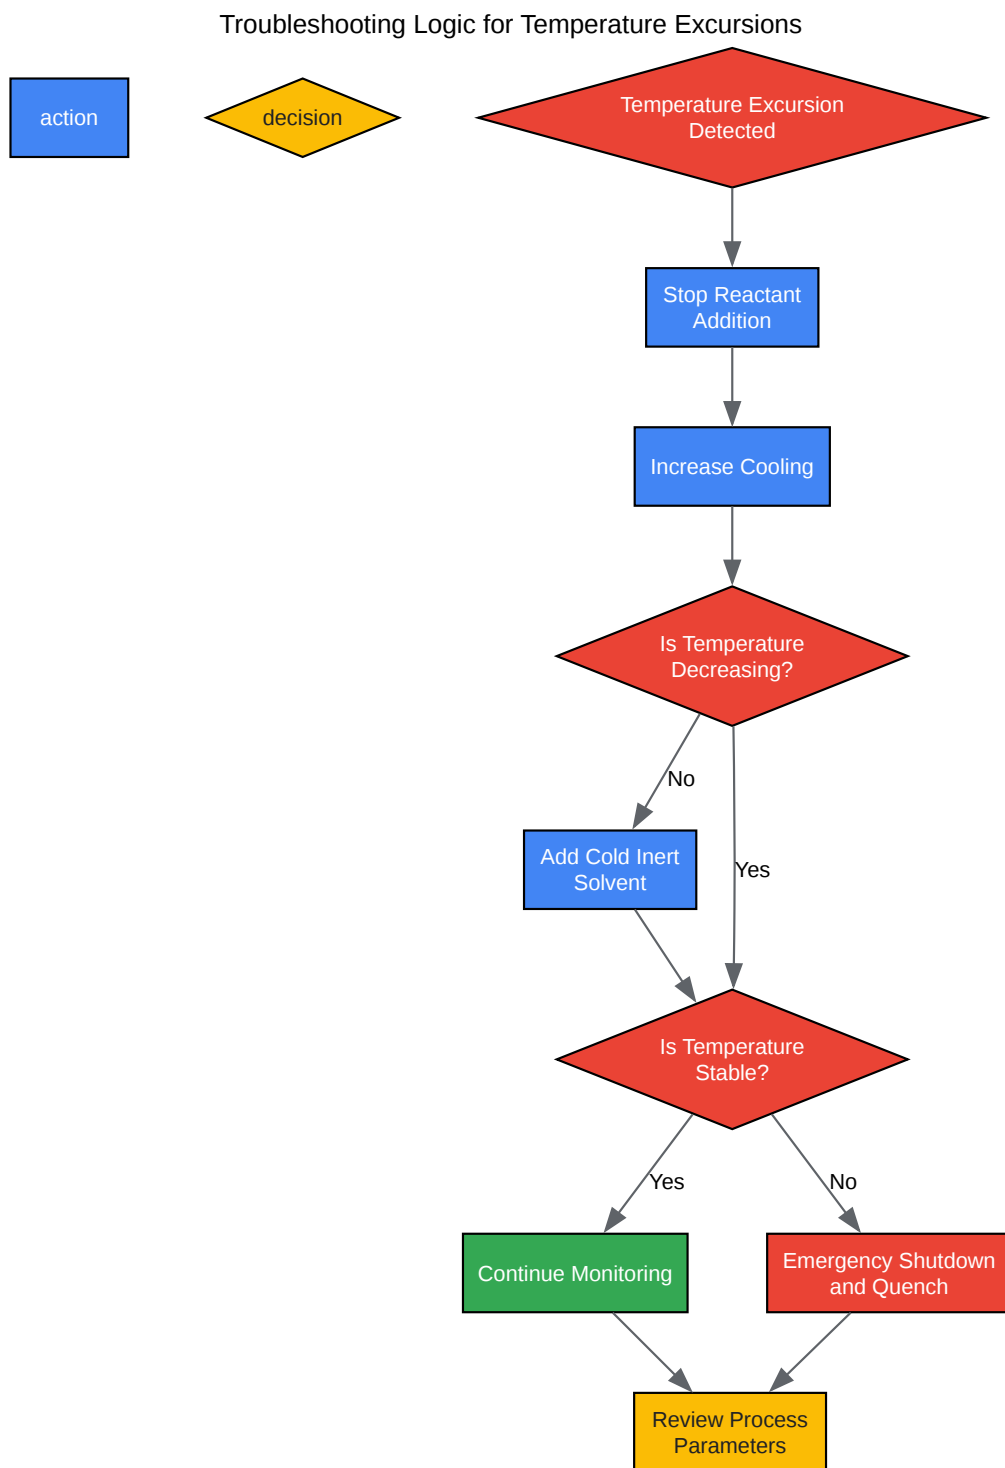 Troubleshooting Logic for Temperature Excursions
action
decision
Temperature Excursion
Detected
Stop Reactant
Addition
Increase Cooling
Is Temperature
Decreasing?
No
Add Cold Inert
Solvent
Yes
Is Temperature
Stable?
Yes
No
Continue Monitoring
Emergency Shutdown
and Quench
Review Process
Parameters